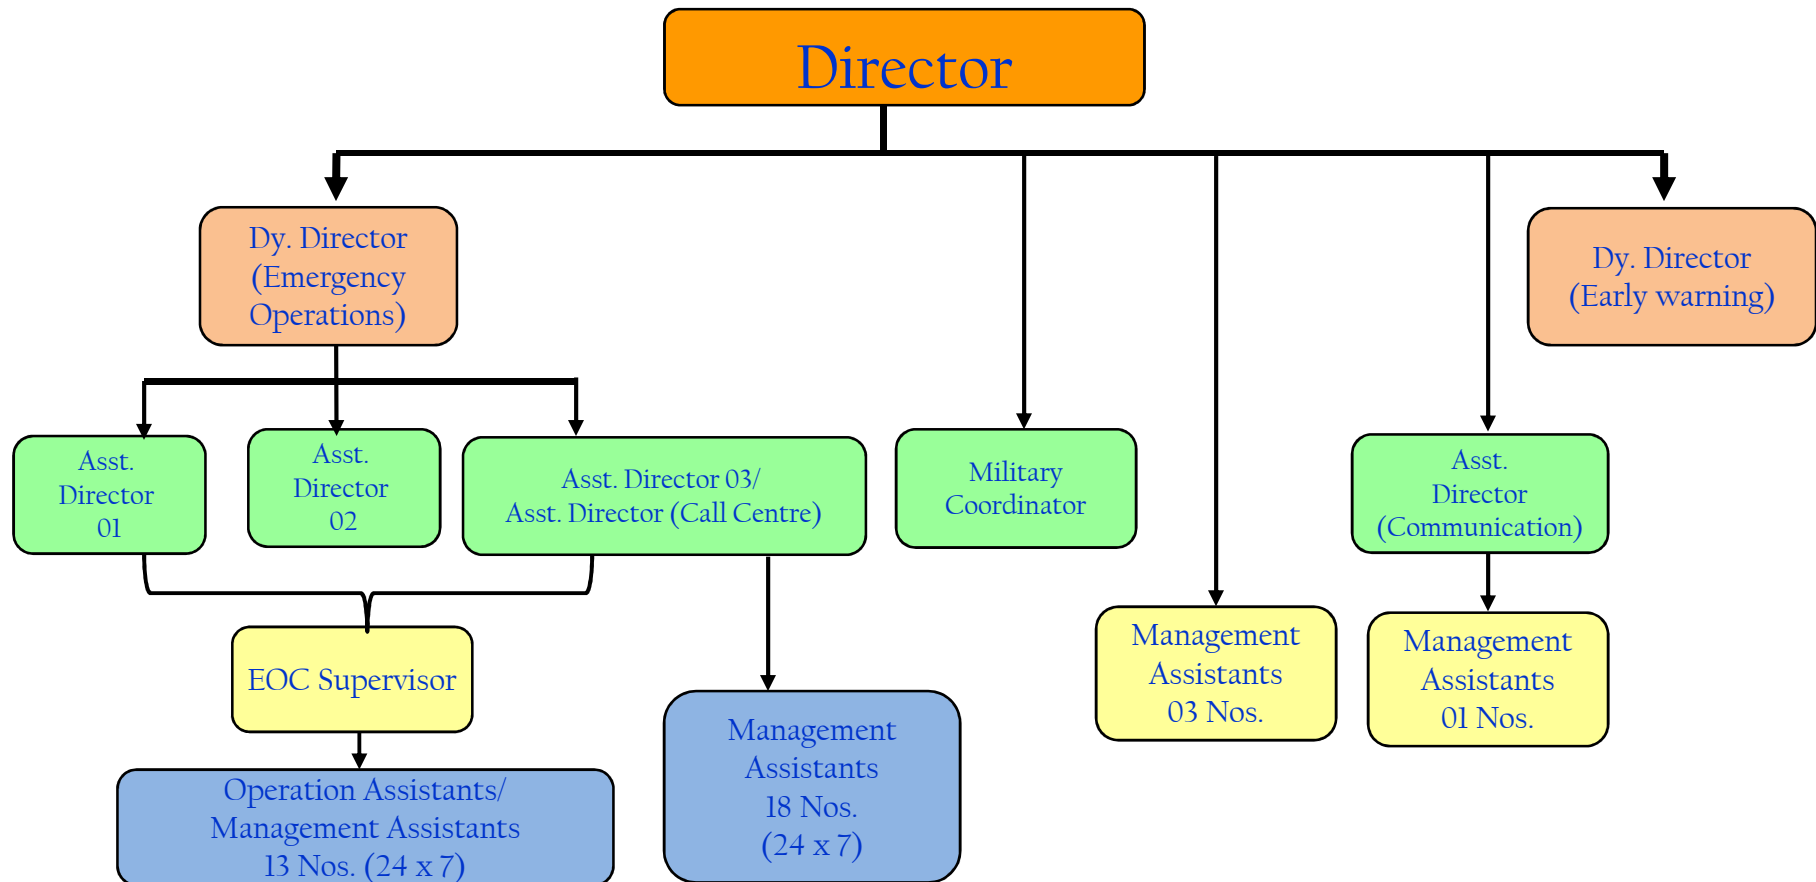 Director
Dy. Director
(Emergency
Operations)
Dy. Director
(Early warning)
Asst.
Director
01
Asst.
Director
02
Asst. Director 03/
Asst. Director (Call Centre)
Military
Coordinator
Asst.
Director
(Communication)
EOC Supervisor
Management
Assistants
03 Nos.
Management
Assistants
01 Nos.
Operation Assistants/
Management Assistants
13 Nos. (24 x 7)
Management
Assistants
18 Nos.
(24 x 7)